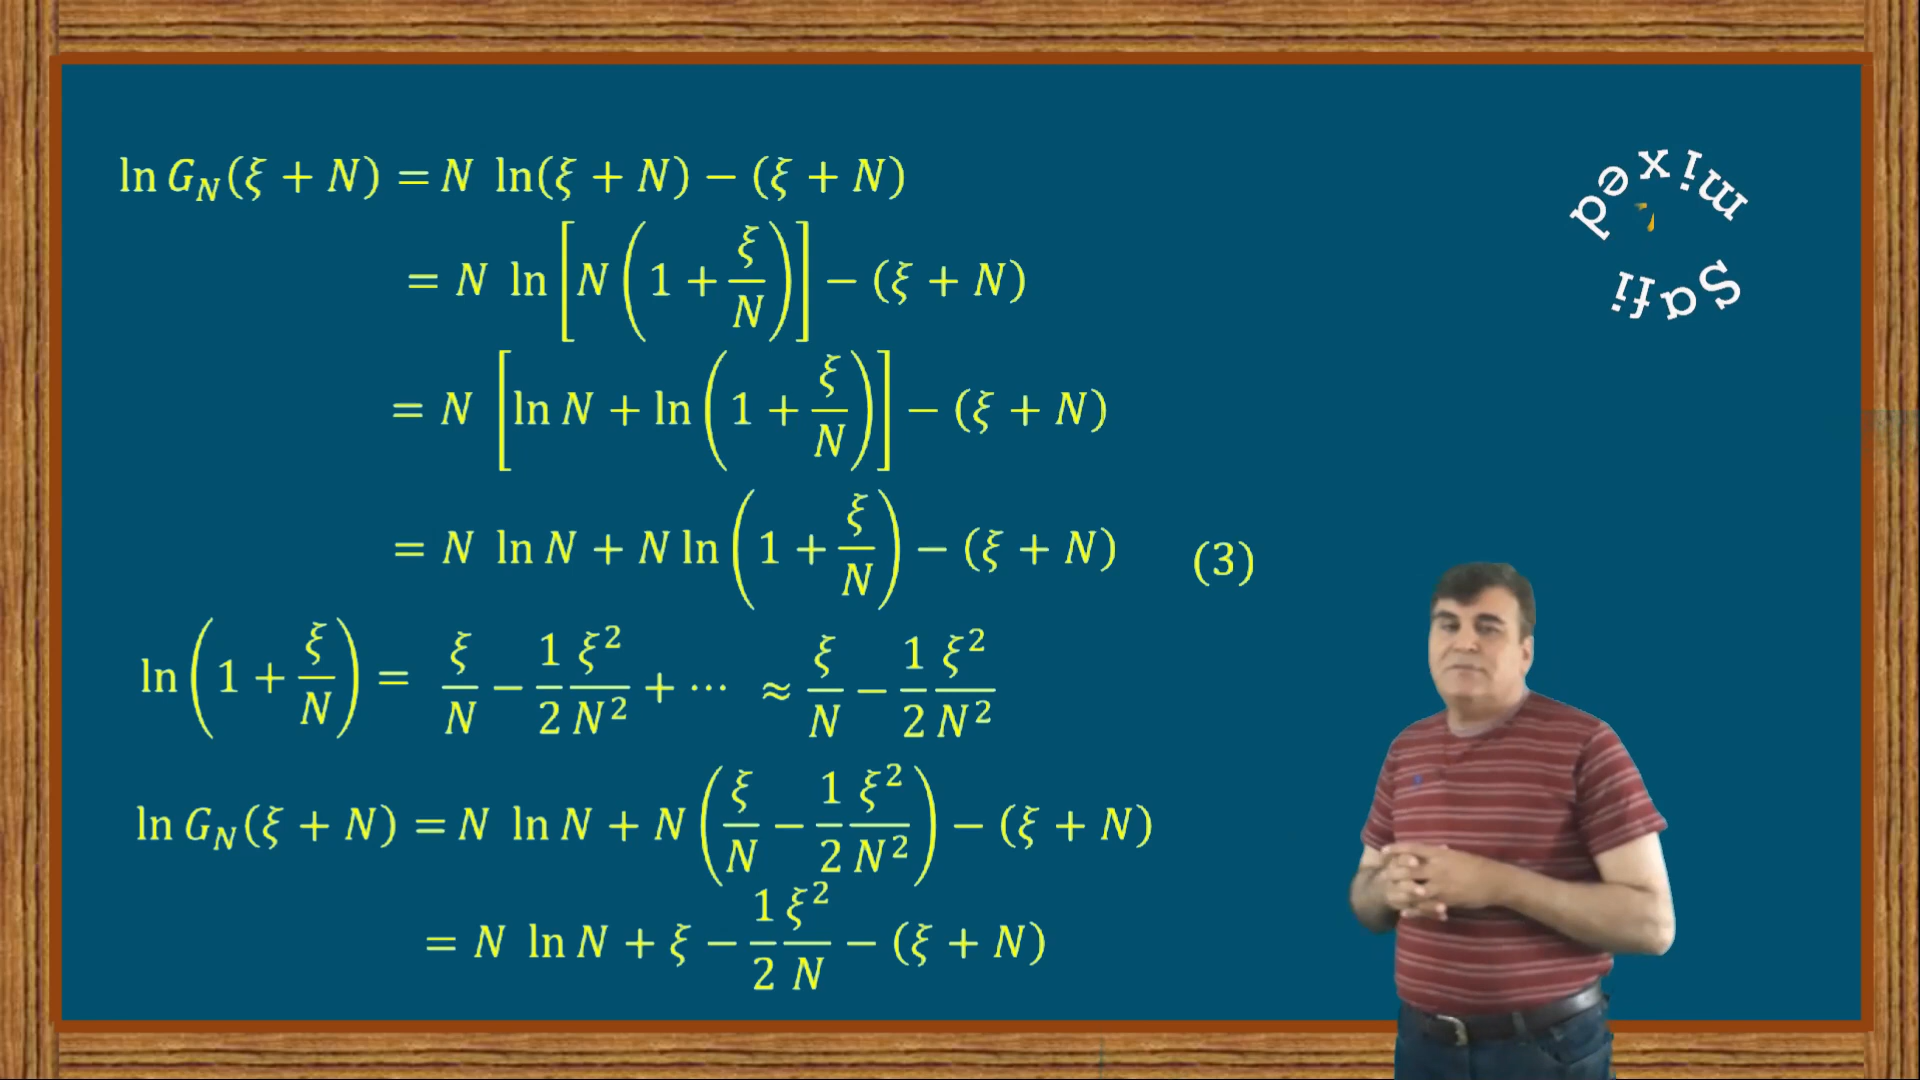 ln G_N(ξ + N) = N ln(ξ + N) − (ξ + N)
= N ln[N(1 + ξ/N)] − (ξ + N)
= N [ln N + ln(1 + ξ/N)] − (ξ + N)
= N ln N + N ln(1 + ξ/N) − (ξ + N) (3)
ln(1 + ξ/N) = ξ/N − 1/2 ξ²/N² + ⋯ ≈ ξ/N − 1/2 ξ²/N²
ln G_N(ξ + N) = N ln N + N(ξ/N − 1/2 ξ²/N²) − (ξ + N)
= N ln N + ξ − 1/2 ξ²/N − (ξ + N)
Safi
mixed